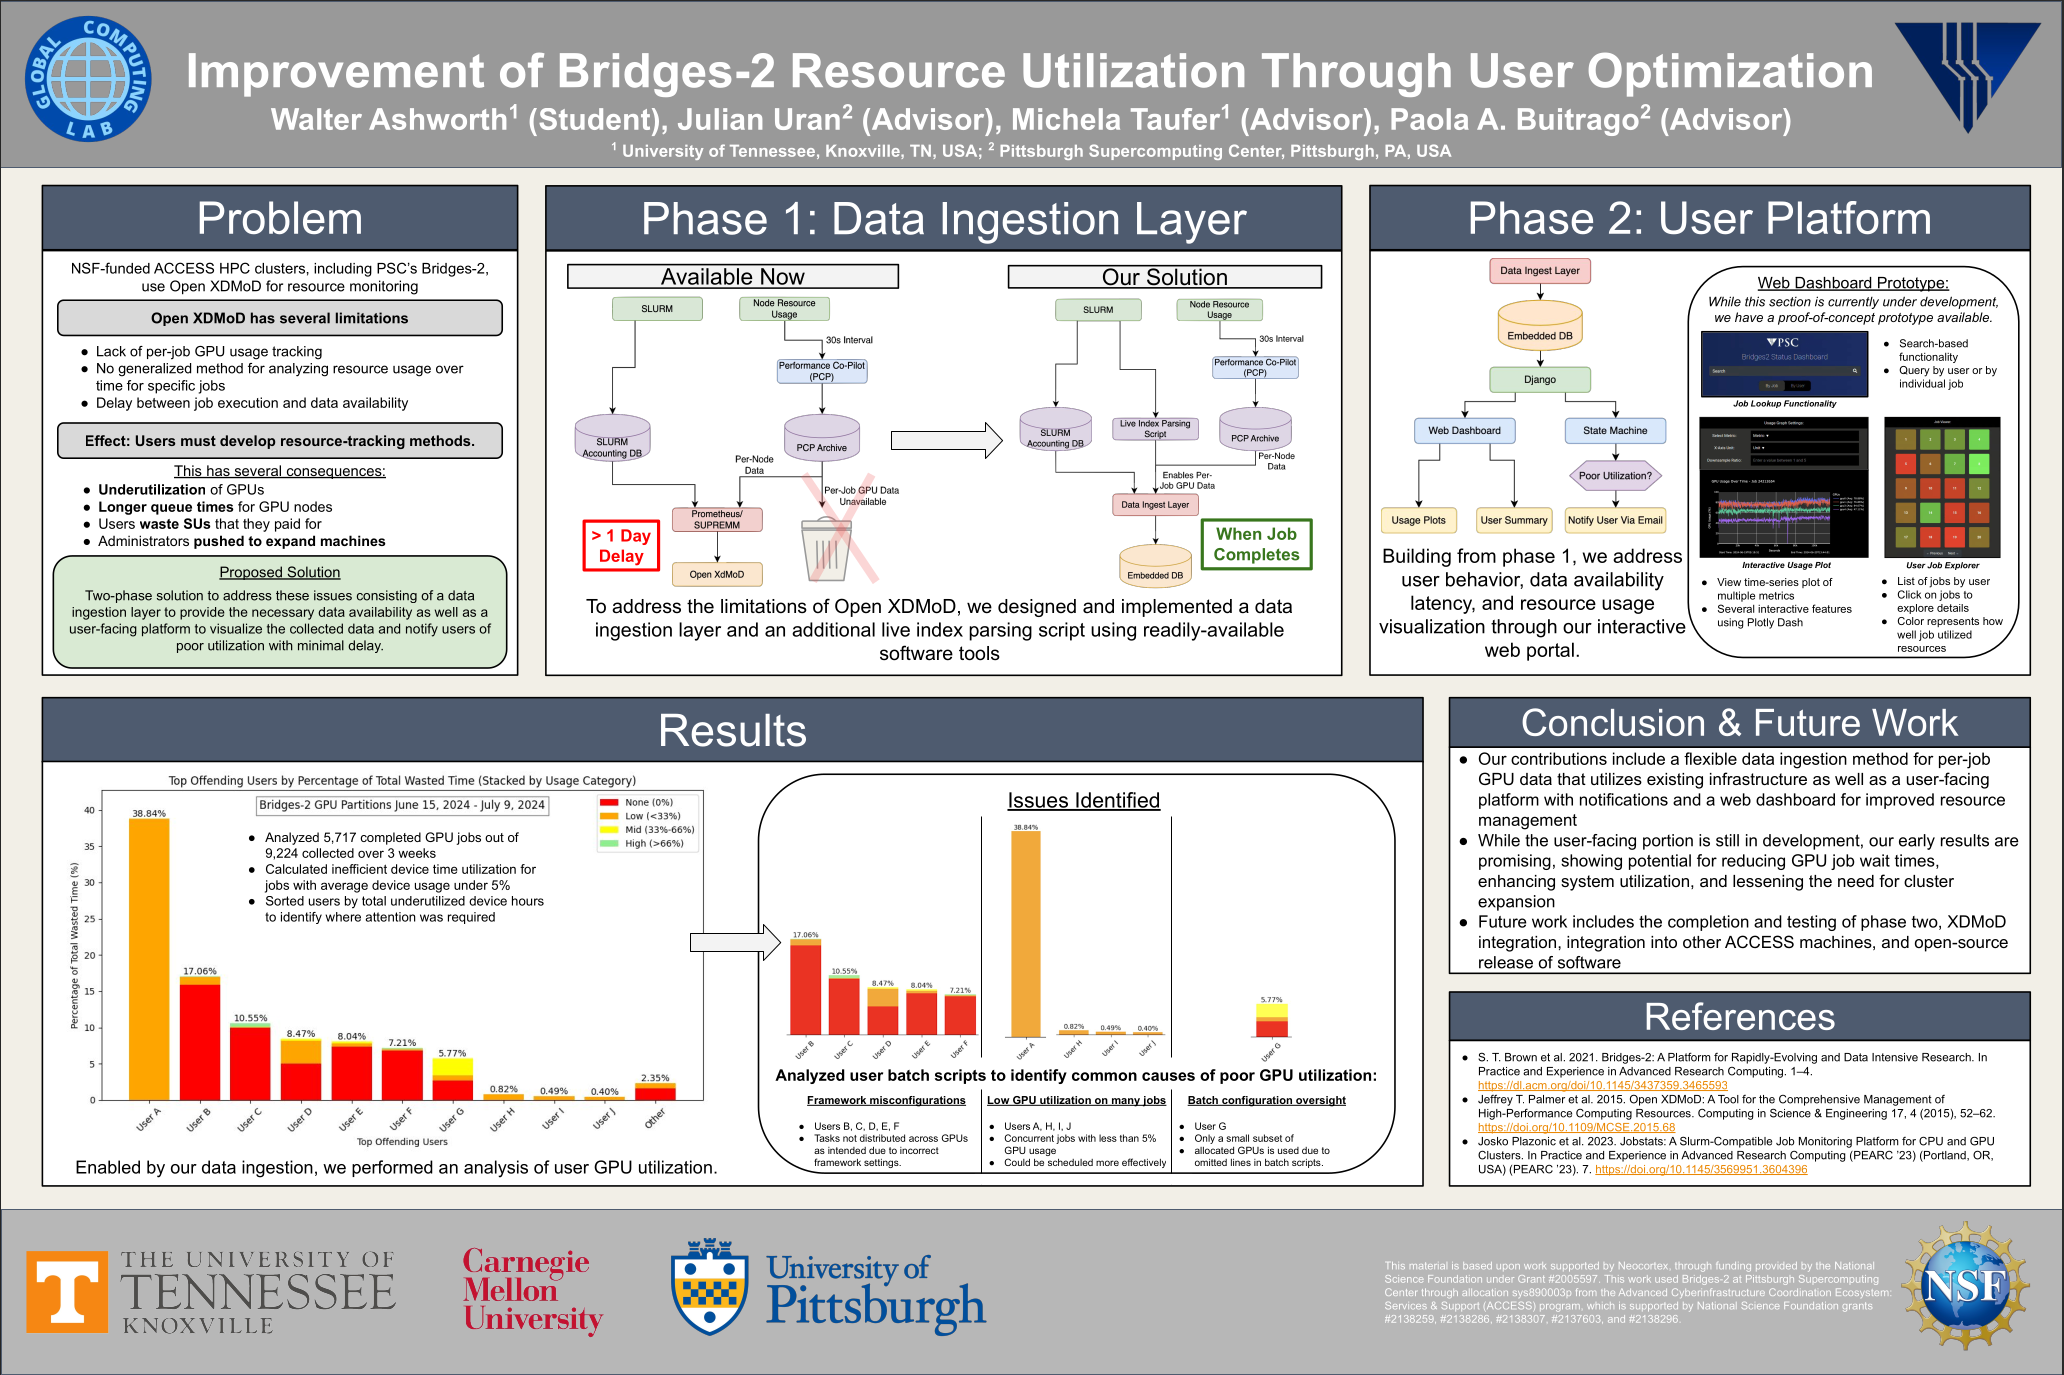 GLOBAL COMPUTING LAB
Improvement of Bridges-2 Resource Utilization Through User Optimization
Walter Ashworth1 (Student), Julian Uran2 (Advisor), Michela Taufer1 (Advisor), Paola A. Buitrago2 (Advisor)
1 University of Tennessee, Knoxville, TN, USA; 2 Pittsburgh Supercomputing Center, Pittsburgh, PA, USA
Problem
NSF-funded ACCESS HPC clusters, including PSC's Bridges-2,
use Open XDMoD for resource monitoring
Open XDMoD has several limitations
● Lack of per-job GPU usage tracking
● No generalized method for analyzing resource usage over
time for specific jobs
● Delay between job execution and data availability
Effect: Users must develop resource-tracking methods.
This has several consequences:
● Underutilization of GPUs
● Longer queue times for GPU nodes
● Users waste SUs that they paid for
● Administrators pushed to expand machines
Proposed Solution
Two-phase solution to address these issues consisting of a data
ingestion layer to provide the necessary data availability as well as a
user-facing platform to visualize the collected data and notify users of
poor utilization with minimal delay.
Phase 1: Data Ingestion Layer
Available Now
SLURM
Node Resource
Usage
30s Interval
Performance Co-Pilot
(PCP)
SLURM
Accounting DB
PCP Archive
Per-Node
Data
Per-Job GPU Data
Unavailable
Prometheus/
SUPREMM
> 1 Day
Delay
Open XdMoD
Our Solution
SLURM
Node Resource
Usage
30s Interval
Performance Co-Pilot
(PCP)
SLURM
Accounting DB
Live Index Parsing
Script
PCP Archive
Per-Node
Data
Enables Per-
Job GPU Data
Data Ingest Layer
When Job
Completes
Embedded DB
To address the limitations of Open XDMoD, we designed and implemented a data
ingestion layer and an additional live index parsing script using readily-available
software tools
Phase 2: User Platform
Data Ingest Layer
Embedded DB
Django
Web Dashboard
State Machine
Poor Utilization?
Usage Plots
User Summary
Notify User Via Email
Building from phase 1, we address
user behavior, data availability
latency, and resource usage
visualization through our interactive
web portal.
Web Dashboard Prototype:
While this section is currently under development,
we have a proof-of-concept prototype available.
PSC
Bridges2 Status Dashboard
Search
By Job
By User
Job Lookup Functionality
● Search-based
functionality
● Query by user or by
individual job
Usage Graph Settings:
Select Metric:
Metric
X-Axis Unit:
Unit
Downsample Ratio:
Interactive Usage Plot
● View time-series plot of
multiple metrics
● Several interactive features
using Plotly Dash
Job Viewer
User Job Explorer
● List of jobs by user
● Click on jobs to
explore details
● Color represents how
well job utilized
resources
Results
Top Offending Users by Percentage of Total Wasted Time (Stacked by Usage Category)
Bridges-2 GPU Partitions June 15, 2024 - July 9, 2024
None (0%)
Low (<33%)
Mid (33%-66%)
High (>66%)
● Analyzed 5,717 completed GPU jobs out of
9,224 collected over 3 weeks
● Calculated inefficient device time utilization for
jobs with average device usage under 5%
● Sorted users by total underutilized device hours
to identify where attention was required
Percentage of Total Wasted Time (%)
40
35
30
25
20
15
10
5
0
38.84%
17.06%
10.55%
8.47%
8.04%
7.21%
5.77%
0.82%
0.49%
0.40%
2.35%
User A
User B
User C
User D
User E
User F
User G
User H
User I
User J
Other
Top Offending Users
Enabled by our data ingestion, we performed an analysis of user GPU utilization.
Issues Identified
17.06%
10.55%
8.47%
8.04%
7.21%
User B
User C
User D
User E
User F
38.84%
0.82%
0.49%
0.40%
User A
User H
User I
User J
5.77%
User G
Analyzed user batch scripts to identify common causes of poor GPU utilization:
Framework misconfigurations
● Users B, C, D, E, F
● Tasks not distributed across GPUs
as intended due to incorrect
framework settings.
Low GPU utilization on many jobs
● Users A, H, I, J
● Concurrent jobs with less than 5%
GPU usage
● Could be scheduled more effectively
Batch configuration oversight
● User G
● Only a small subset of
● allocated GPUs is used due to
omitted lines in batch scripts.
Conclusion & Future Work
● Our contributions include a flexible data ingestion method for per-job
GPU data that utilizes existing infrastructure as well as a user-facing
platform with notifications and a web dashboard for improved resource
management
● While the user-facing portion is still in development, our early results are
promising, showing potential for reducing GPU job wait times,
enhancing system utilization, and lessening the need for cluster
expansion
● Future work includes the completion and testing of phase two, XDMoD
integration, integration into other ACCESS machines, and open-source
release of software
References
● S. T. Brown et al. 2021. Bridges-2: A Platform for Rapidly-Evolving and Data Intensive Research. In
Practice and Experience in Advanced Research Computing. 1–4.
https://dl.acm.org/doi/10.1145/3437359.3465593
● Jeffrey T. Palmer et al. 2015. Open XDMoD: A Tool for the Comprehensive Management of
High-Performance Computing Resources. Computing in Science & Engineering 17, 4 (2015), 52–62.
https://doi.org/10.1109/MCSE.2015.68
● Josko Plazonic et al. 2023. Jobstats: A Slurm-Compatible Job Monitoring Platform for CPU and GPU
Clusters. In Practice and Experience in Advanced Research Computing (PEARC '23) (Portland, OR,
USA) (PEARC '23). 7. https://doi.org/10.1145/3569951.3604396
T
THE UNIVERSITY OF
TENNESSEE
KNOXVILLE
Carnegie
Mellon
University
University of
Pittsburgh
This material is based upon work supported by Neocortex, through funding provided by the National
Science Foundation under Grant #2005597. This work used Bridges-2 at Pittsburgh Supercomputing
Center through allocation sys890003p from the Advanced Cyberinfrastructure Coordination Ecosystem:
Services & Support (ACCESS) program, which is supported by National Science Foundation grants
#2138259, #2138286, #2138307, #2137603, and #2138296.
NSF